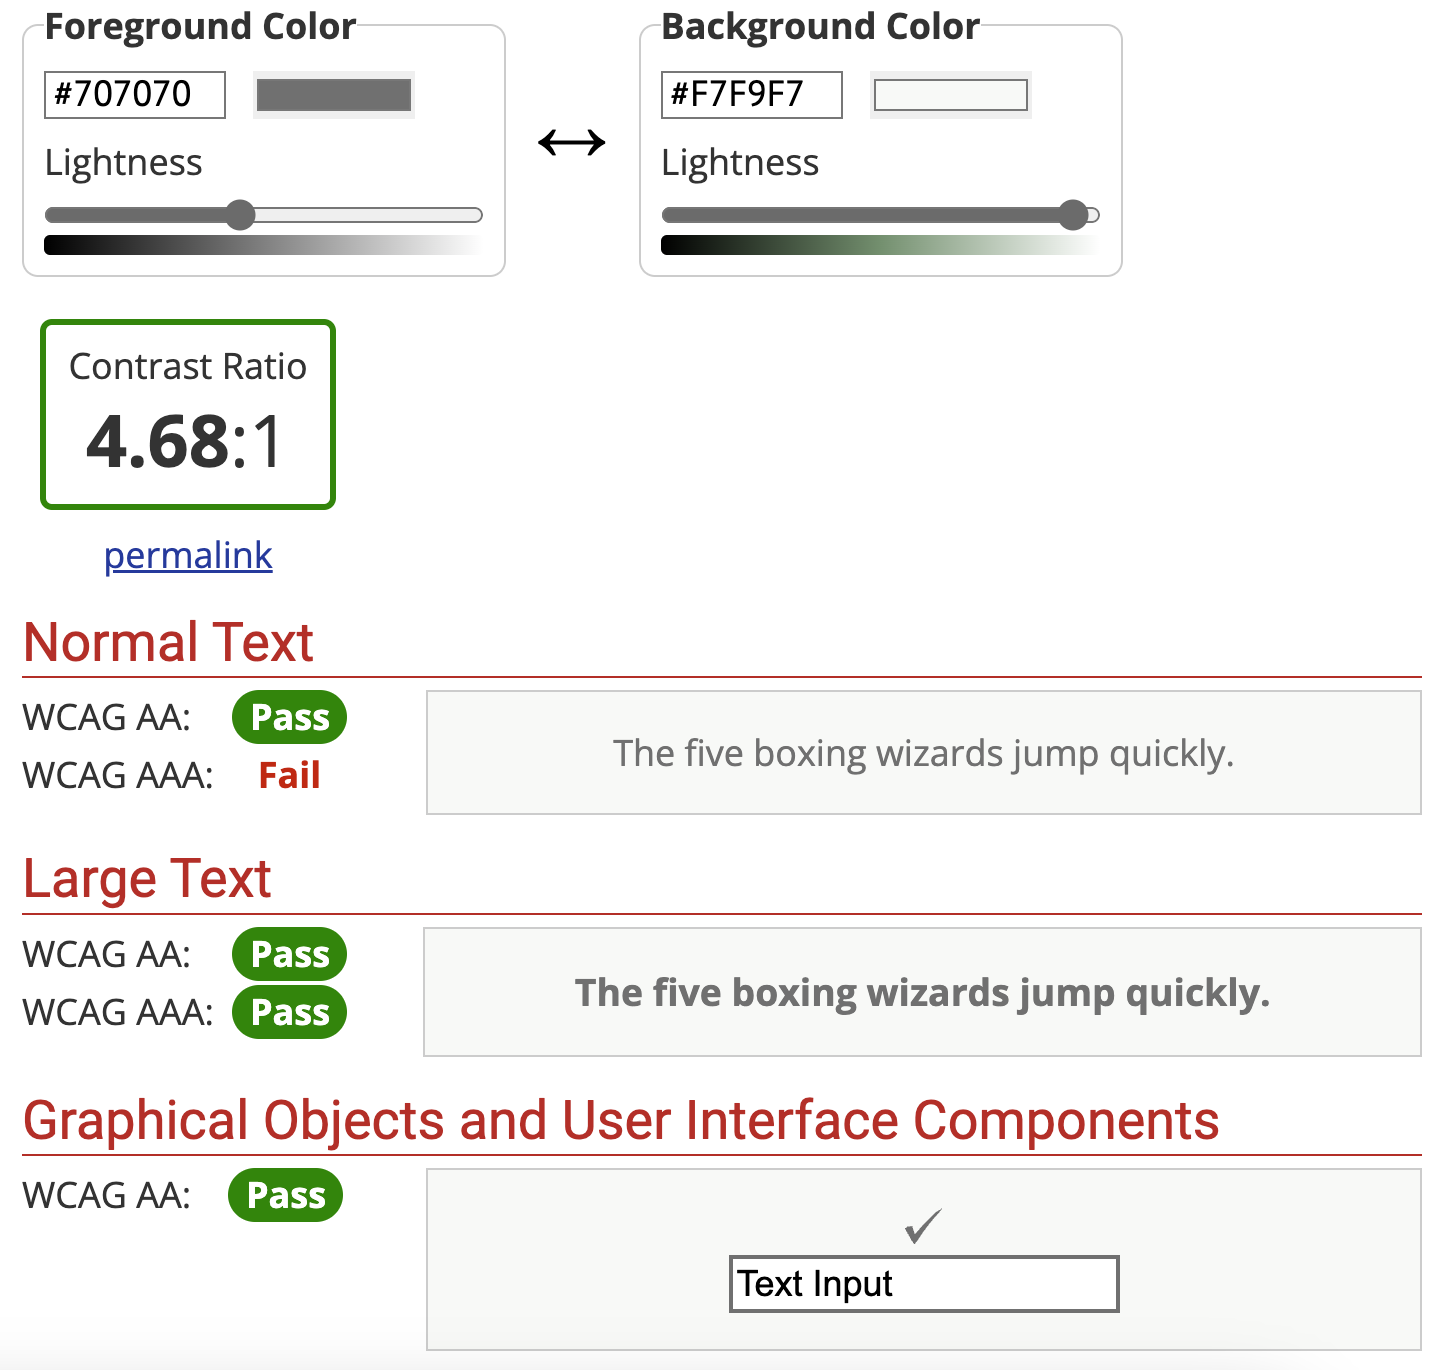 Foreground Color
Background Color
#707070
#F7F9F7
Lightness
Lightness
Contrast Ratio
4.68:1
permalink
Normal Text
WCAG AA: Pass
WCAG AAA: Fail
The five boxing wizards jump quickly.
Large Text
WCAG AA: Pass
WCAG AAA: Pass
The five boxing wizards jump quickly.
Graphical Objects and User Interface Components
WCAG AA: Pass
✓
Text Input